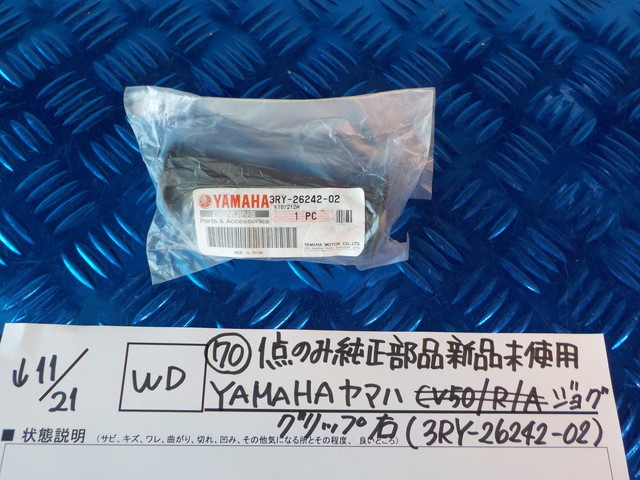 YAMAHA 3RY-26242-02
KT61212A
GENUINE
Parts & Accessories
1 PC
YAMAHA MOTOR CO.,LTD.
↓11/21
WD
70 1点のみ純正部品新品未使用
YAMAHAヤマハ CV50/R/A ジョグ
グリップ右(3RY-26242-02)
■ 状態説明 (サビ、キズ、ワレ、曲がり、切れ、凹み、その他気になる所とその程度、良いところ)